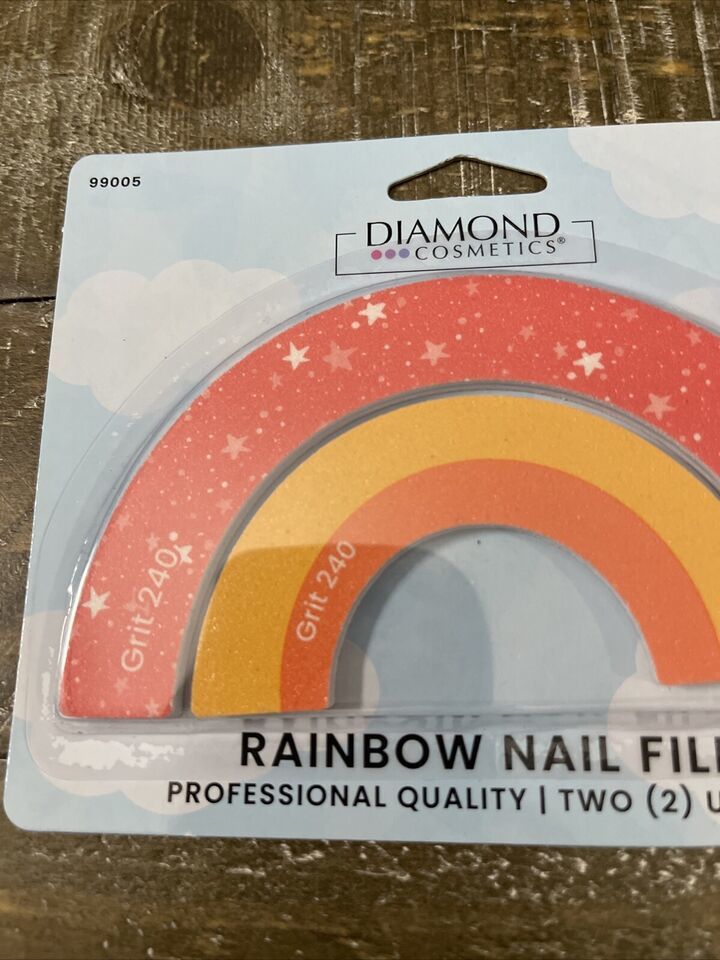 99005
DIAMOND
COSMETICS®
Grit 240
Grit 240
RAINBOW NAIL FIL
PROFESSIONAL QUALITY | TWO (2) U